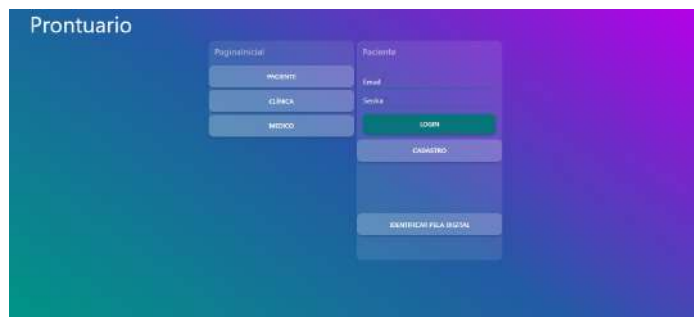 Prontuario
PaginaInicial
PACIENTE
CLÍNICA
MEDICO
Paciente
Email
Senha
LOGIN
CADASTRO
IDENTIFICAR PELA DIGITAL